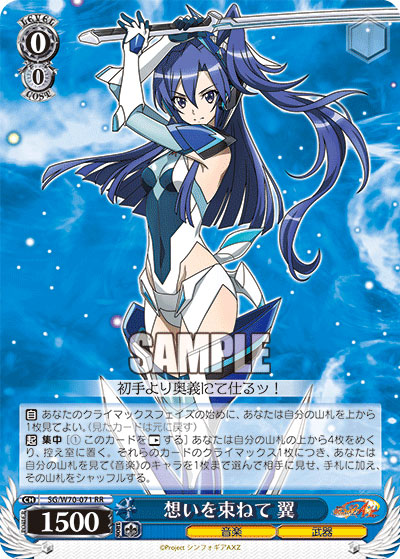 LEVEL
0
0
COST
SAMPLE
初手より奥義にて仕るッ！
自 あなたのクライマックスフェイズの始めに、あなたは自分の山札を上から
1枚見てよい。(見たカードは元に戻す)
起 集中 [① このカードを レ する] あなたは自分の山札の上から4枚をめく
り、控え室に置く。それらのカードのクライマックス1枚につき、あなたは
自分の山札を見て《音楽》のキャラを1枚まで選んで相手に見せ、手札に加え、
その山札をシャッフルする。
CH SG/W70-071 RR
1500
想いを束ねて 翼
音楽
武器
©Project シンフォギアAXZ